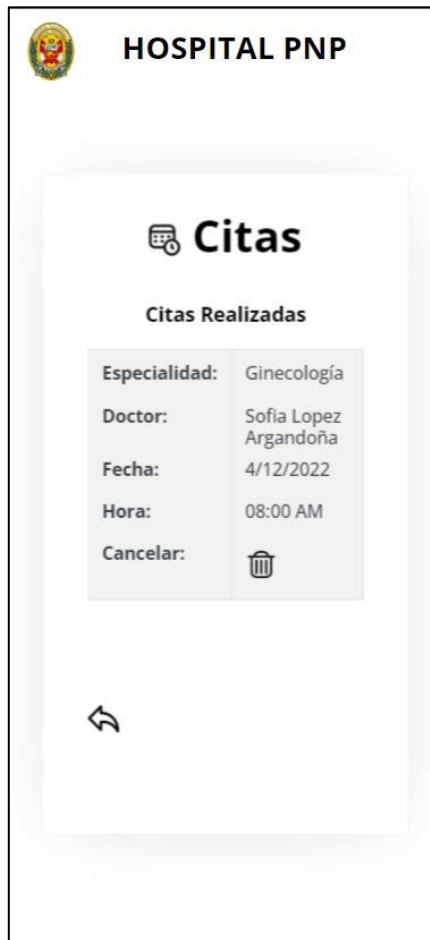 HOSPITAL PNP
Citas
Citas Realizadas
Especialidad: Ginecología
Doctor: Sofia Lopez
Argandoña
Fecha: 4/12/2022
Hora: 08:00 AM
Cancelar: